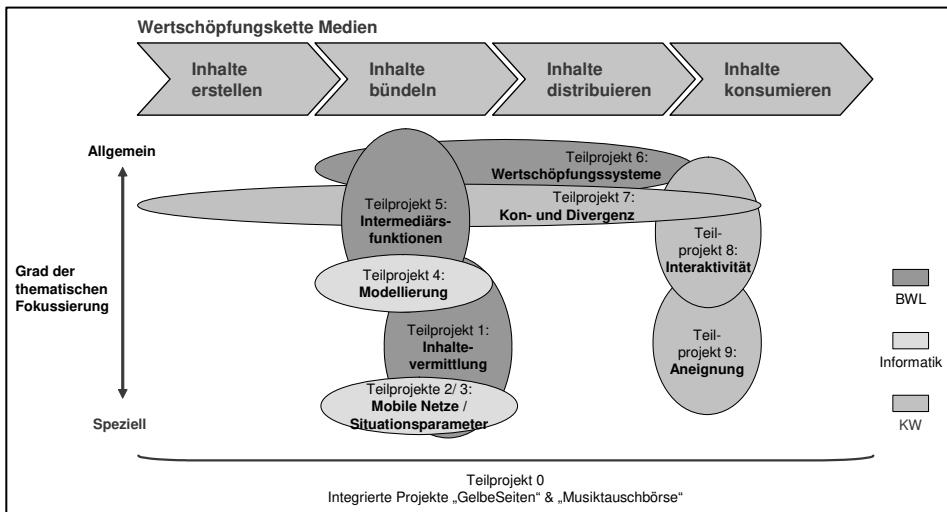 Wertschöpfungskette Medien
Inhalte
erstellen
Inhalte
bündeln
Inhalte
distribuieren
Inhalte
konsumieren
Allgemein
Grad der
thematischen
Fokussierung
Speziell
Teilprojekt 6:
Wertschöpfungssysteme
Teilprojekt 7:
Kon- und Divergenz
Teilprojekt 5:
Intermediärs-
funktionen
Teilprojekt 4:
Modellierung
Teilprojekt 1:
Inhalte-
vermittlung
Teilprojekte 2/ 3:
Mobile Netze /
Situationsparameter
Teil-
projekt 8:
Interaktivität
Teil-
projekt 9:
Aneignung
BWL
Informatik
KW
Teilprojekt 0
Integrierte Projekte „GelbeSeiten“ & „Musiktauschbörse“